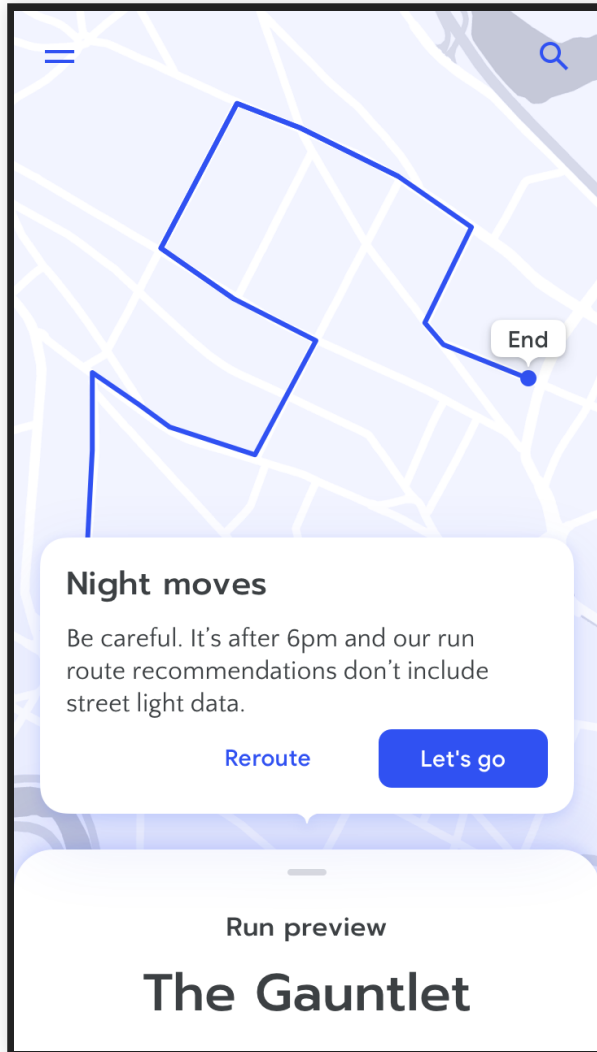 End
Night moves
Be careful. It’s after 6pm and our run
route recommendations don’t include
street light data.
Reroute
Let's go
Run preview
The Gauntlet